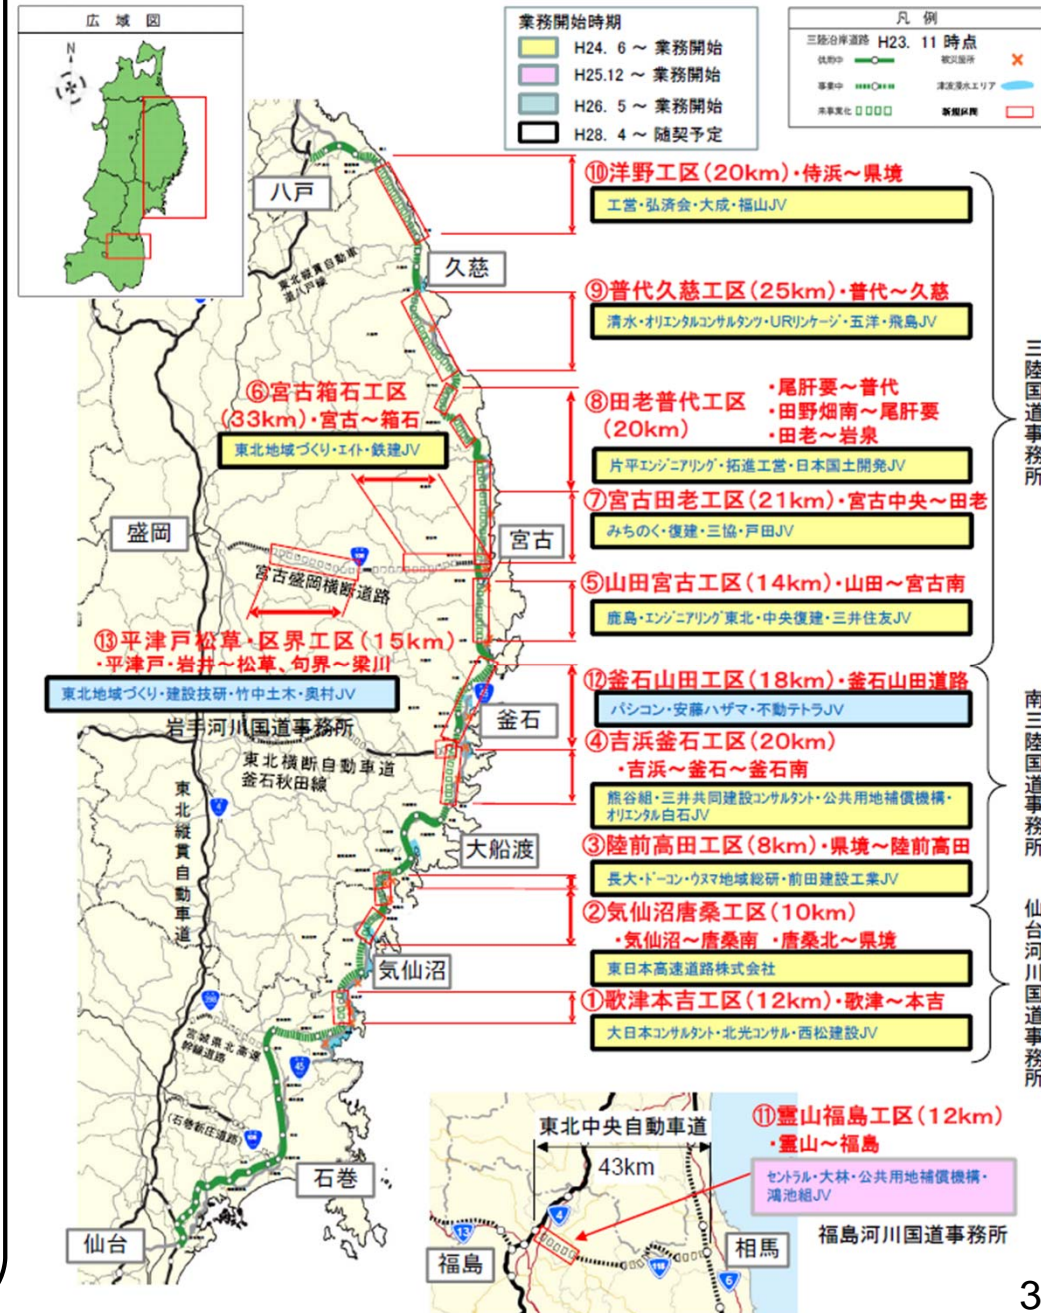 広域図
N
業務開始時期
H24. 6 ～ 業務開始
H25.12 ～ 業務開始
H26. 5 ～ 業務開始
H28. 4 ～ 随契予定
凡 例
三陸沿岸道路 H23. 11 時点
供用中
被災箇所
事業中
津波浸水エリア
未事業化
新規区間
八戸
久慈
東北縦貫自動車道八戸線
⑩洋野工区(20km)・侍浜～県境
工営・弘済会・大成・福山JV
⑨普代久慈工区(25km)・普代～久慈
清水・オリエンタルコンサルタンツ・URリンケージ・五洋・飛島JV
⑥宮古箱石工区
(33km)・宮古～箱石
東北地域づくり・エイト・鉄建JV
⑧田老普代工区
(20km)
・尾肝要～普代
・田野畑南～尾肝要
・田老～岩泉
片平エンジニアリング・拓進工営・日本国土開発JV
三陸国道事務所
⑦宮古田老工区(21km)・宮古中央～田老
みちのく・復建・三協・戸田JV
盛岡
宮古
宮古盛岡横断道路
⑤山田宮古工区(14km)・山田～宮古南
鹿島・エンジニアリング東北・中央復建・三井住友JV
⑬平津戸松草・区界工区(15km)
・平津戸・岩井～松草、句界～梁川
東北地域づくり・建設技研・竹中土木・奥村JV
岩手河川国道事務所
⑫釜石山田工区(18km)・釜石山田道路
パシコン・安藤ハザマ・不動テトラJV
釜石
東北横断自動車道
釜石秋田線
④吉浜釜石工区(20km)
・吉浜～釜石～釜石南
熊谷組・三井共同建設コンサルタント・公共用地補償機構・
オリエンタル白石JV
南三陸国道事務所
東北縦貫自動車道
4
大船渡
③陸前高田工区(8km)・県境～陸前高田
長大・ドーコン・ウヌマ地域総研・前田建設工業JV
②気仙沼唐桑工区(10km)
・気仙沼～唐桑南 ・唐桑北～県境
東日本高速道路株式会社
気仙沼
仙台河川国道事務所
①歌津本吉工区(12km)・歌津～本吉
大日本コンサルタント・北光コンサル・西松建設JV
宮城県北高速
幹線道路
45
(石巻新庄道路)
石巻
仙台
東北中央自動車道
43km
⑪霊山福島工区(12km)
・霊山～福島
セントラル・大林・公共用地補償機構・
鴻池組JV
福島河川国道事務所
4
13
福島
115
相馬
6
3